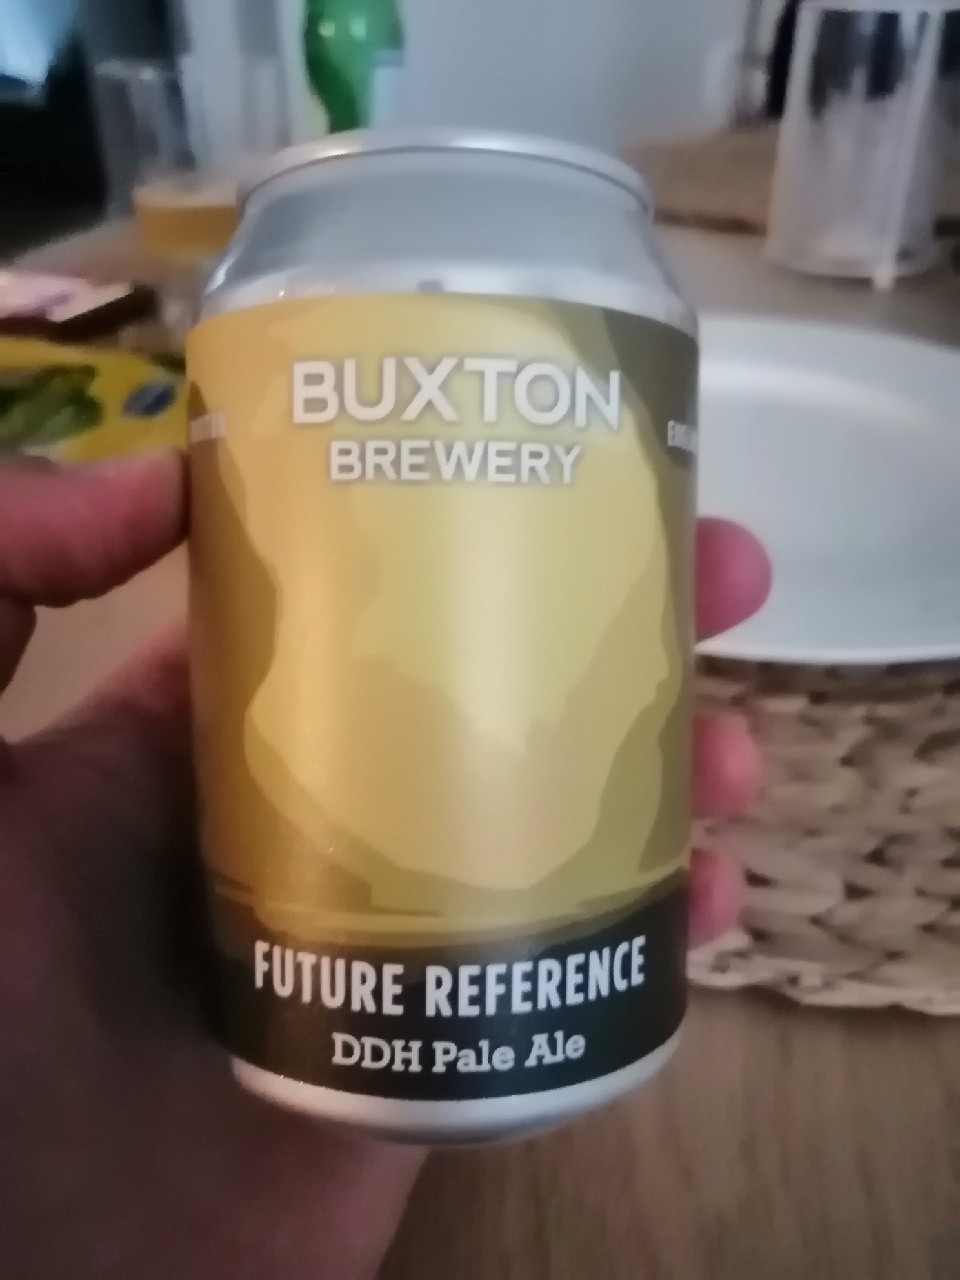 BUXTON
BREWERY
FUTURE REFERENCE
DDH Pale Ale